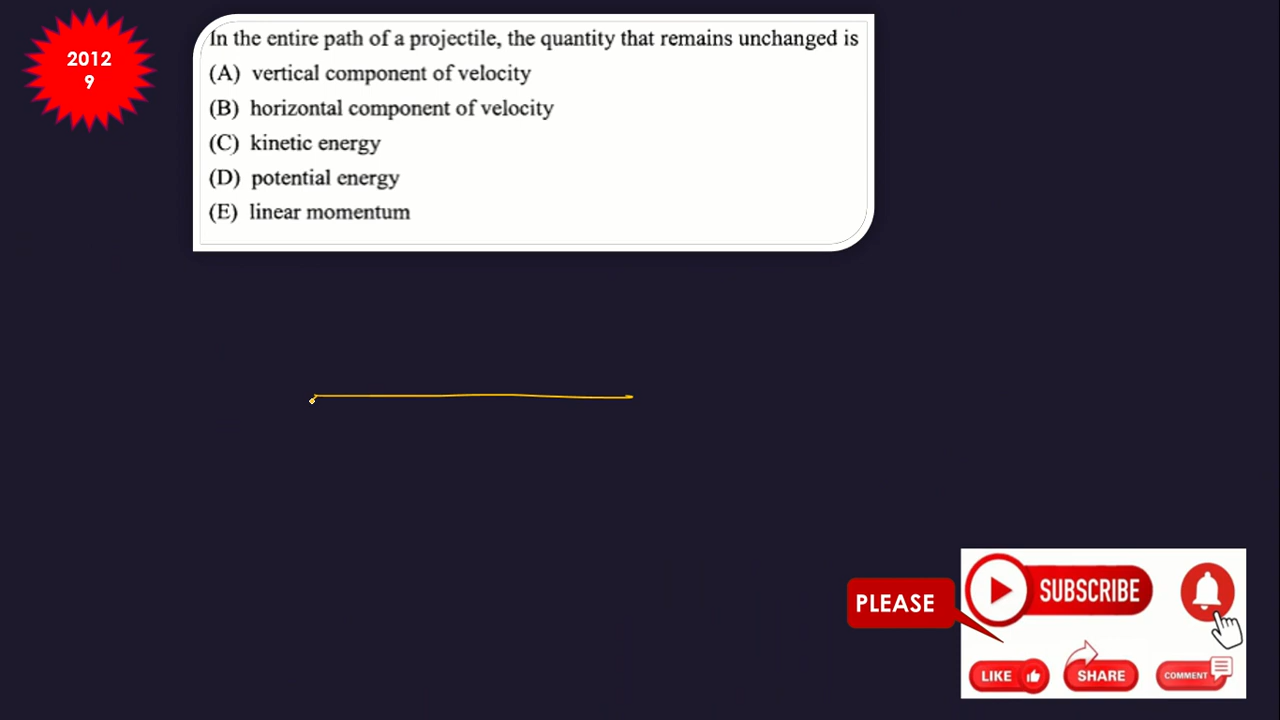 2012
9
In the entire path of a projectile, the quantity that remains unchanged is
(A) vertical component of velocity
(B) horizontal component of velocity
(C) kinetic energy
(D) potential energy
(E) linear momentum
PLEASE
SUBSCRIBE
LIKE
SHARE
COMMENT